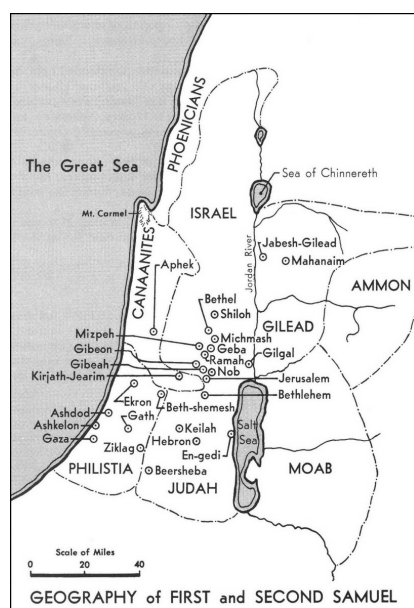 PHOENICIANS
The Great Sea
Sea of Chinnereth
Mt. Carmel
ISRAEL
CANAANITES
Jordan River
Jabesh-Gilead
Mahanaim
Aphek
AMMON
Bethel
Shiloh
GILEAD
Mizpeh
Michmash
Gibeon
Geba
Ramah
Gilgal
Gibeah
Nob
Kirjath-Jearim
Jerusalem
Ekron
Beth-shemesh
Bethlehem
Ashdod
Gath
Ashkelon
Keilah
Salt
Sea
Gaza
Hebron
Ziklag
En-gedi
PHILISTIA
Beersheba
MOAB
JUDAH
Scale of Miles
0 20 40
GEOGRAPHY of FIRST and SECOND SAMUEL